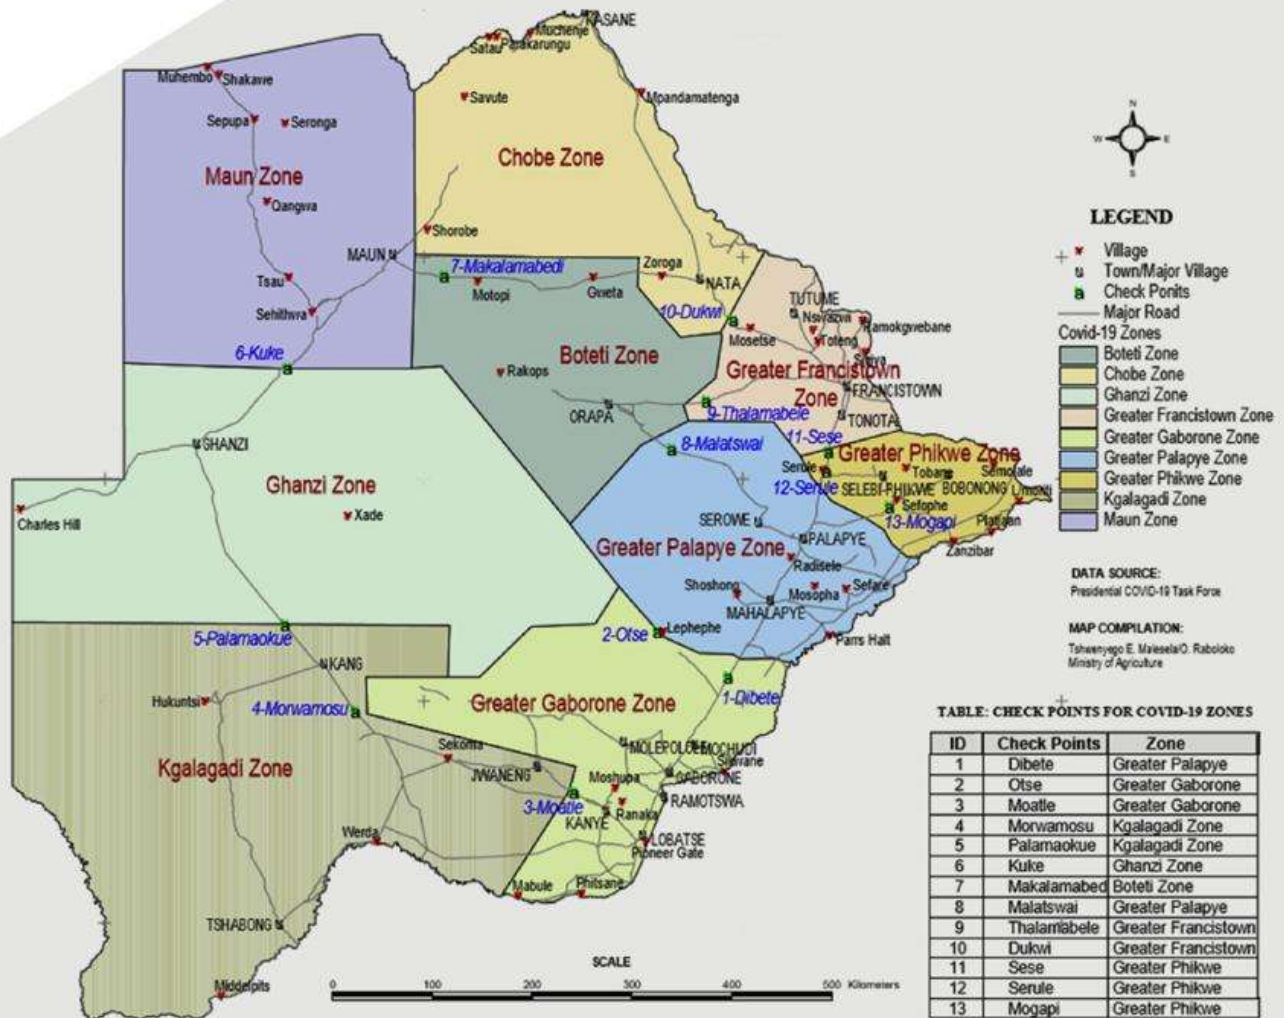 KASANE
Muchenje
Satau
Parakarungu
Muhembo
Shakawe
Savute
Mpandamatenga
Sepupa
Seronga
Chobe Zone
Maun Zone
Qangwa
Shorobe
MAUN
7-Makalamabedi
Zoroga
Tsau
Motopi
Gweta
NATA
Sehithwa
10-Dukwi
TUTUME
Ramokgwebane
Mosetse
Toteng
6-Kuke
Boteti Zone
Rakops
Greater Francistown
Zone
FRANCISTOWN
ORAPA
9-Thalamabele
TONOTA
GHANZI
8-Malatswai
11-Sese
Greater Phikwe Zone
Serule
Tobane
Semolale
12-Serule
SELEBI-PHIKWE
BOBONONG
Ghanzi Zone
Charles Hill
Xade
Sefophe
13-Mogapi
Platjan
SEROWE
PALAPYE
Greater Palapye Zone
Zanzibar
Radisele
Shoshong
Mosopha
Sefare
MAHALAPYE
5-Palamaokue
2-Otse
Lephephe
Parrs Halt
KANG
Hukuntsi
4-Morwamosu
Greater Gaborone Zone
1-Dibete
Sekoma
MOLEPOLOLE
MOCHUDI
Kgalagadi Zone
JWANENG
Moshupa
GABORONE
Sikwane
3-Moatle
Ranaka
RAMOTSWA
KANYE
Werda
LOBATSE
Pioneer Gate
Mabule
Phitsane
TSHABONG
Middelpits
SCALE
0 100 200 300 400 500 Kilometers
N
W E
S
LEGEND
Village
Town/Major Village
Check Ponits
Major Road
Covid-19 Zones
Boteti Zone
Chobe Zone
Ghanzi Zone
Greater Francistown Zone
Greater Gaborone Zone
Greater Palapye Zone
Greater Phikwe Zone
Kgalagadi Zone
Maun Zone
DATA SOURCE:
Presidential COVID-19 Task Force
MAP COMPILATION:
Tshwenyego E. Malesela/O. Raboloko
Ministry of Agriculture
TABLE: CHECK POINTS FOR COVID-19 ZONES
ID Check Points Zone
1 Dibete Greater Palapye
2 Otse Greater Gaborone
3 Moatle Greater Gaborone
4 Morwamosu Kgalagadi Zone
5 Palamaokue Kgalagadi Zone
6 Kuke Ghanzi Zone
7 Makalamabed Boteti Zone
8 Malatswai Greater Palapye
9 Thalamabele Greater Francistown
10 Dukwi Greater Francistown
11 Sese Greater Phikwe
12 Serule Greater Phikwe
13 Mogapi Greater Phikwe